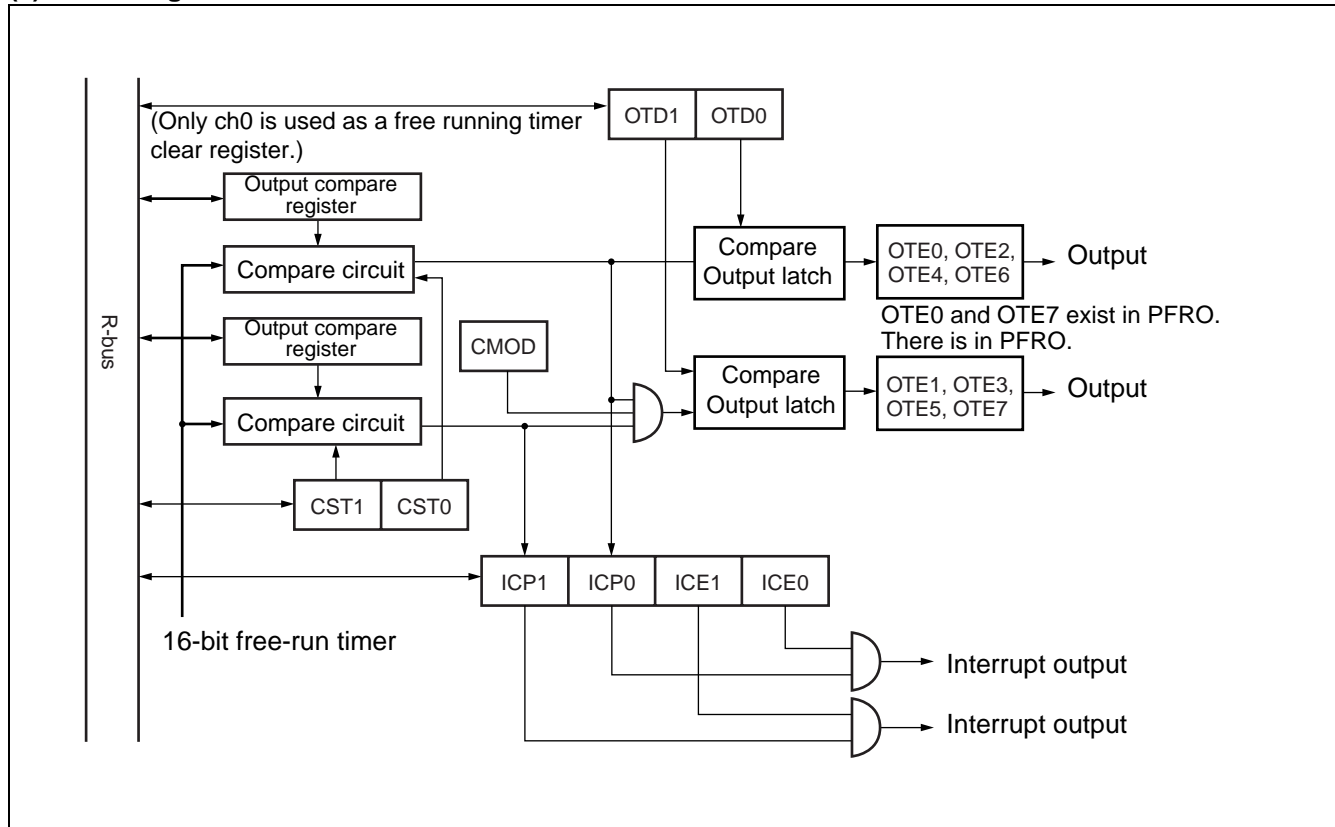 OTD1 OTD0
(Only ch0 is used as a free running timer
clear register.)
Output compare
register
Compare circuit
Compare
Output latch
OTE0, OTE2,
OTE4, OTE6
Output
OTE0 and OTE7 exist in PFRO.
There is in PFRO.
R-bus
Output compare
register
CMOD
Compare circuit
Compare
Output latch
OTE1, OTE3,
OTE5, OTE7
Output
CST1 CST0
ICP1 ICP0 ICE1 ICE0
16-bit free-run timer
Interrupt output
Interrupt output